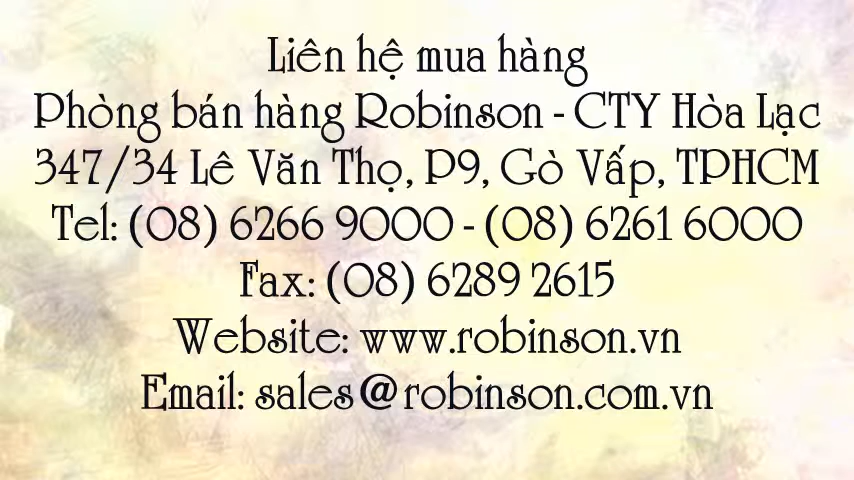 Liên hệ mua hàng
Phòng bán hàng Robinson - CTY Hòa Lạc
347/34 Lê Văn Thọ, P9, Gò Vấp, TPHCM
Tel: (08) 6266 9000 - (08) 6261 6000
Fax: (08) 6289 2615
Website: www.robinson.vn
Email: sales@robinson.com.vn